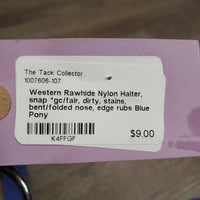 The Tack Collector
1007606-107
Western Rawhide Nylon Halter,
snap *gc/fair, dirty, stains,
bent/folded nose, edge rubs Blue
Pony
$9.00
K4FFGF